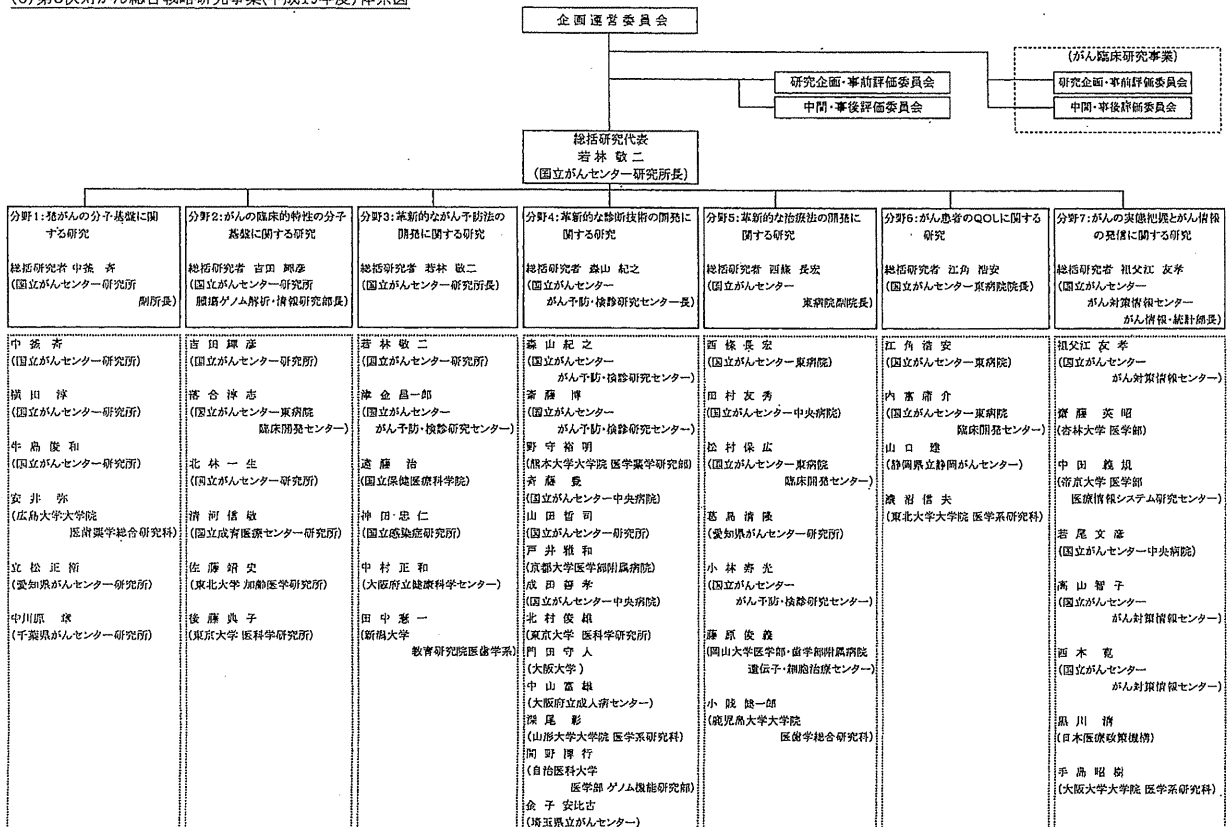 (3)第3次対がん総合戦略研究事業(平成19年度)体系図
企画運営委員会
(がん臨床研究事業)
研究企画・事前評価委員会
中間・事後評価委員会
研究企画・事前評価委員会
中間・事後評価委員会
総括研究代表
若林 敬二
(国立がんセンター研究所長)
分野1:発がんの分子基盤に関
する研究
総括研究者 中釜 斉
(国立がんセンター研究所
副所長)
中釜 斉
(国立がんセンター研究所)
横田 淳
(国立がんセンター研究所)
牛島俊和
(国立がんセンター研究所)
安井 弥
(広島大学大学院
医歯薬学総合研究科)
立松正衞
(愛知県がんセンター研究所)
中川原 章
(千葉県がんセンター研究所)
分野2:がんの臨床的特性の分子
基盤に関する研究
総括研究者 吉田 輝彦
(国立がんセンター研究所
腫瘍ゲノム解析・情報研究部長)
吉田輝彦
(国立がんセンター研究所)
落合淳志
(国立がんセンター東病院
臨床開発センター)
北林一生
(国立がんセンター研究所)
清河信敬
(国立成育医療センター研究所)
佐藤靖史
(東北大学 加齢医学研究所)
後藤典子
(東京大学 医科学研究所)
分野3:革新的ながん予防法の
開発に関する研究
総括研究者 若林 敬二
(国立がんセンター研究所長)
若林敬二
(国立がんセンター研究所)
津金昌一郎
(国立がんセンター
がん予防・検診研究センター)
遠藤 治
(国立保健医療科学院)
神田忠仁
(国立感染症研究所)
中村正和
(大阪府立健康科学センター)
田中憲一
(新潟大学
教育研究院医歯学系)
分野4:革新的な診断技術の開発に
関する研究
総括研究者 森山 紀之
(国立がんセンター
がん予防・検診研究センター長)
森山紀之
(国立がんセンター
がん予防・検診研究センター)
斎藤 博
(国立がんセンター
がん予防・検診研究センター)
野守裕明
(熊本大学大学院 医学薬学研究部)
斉藤 豊
(国立がんセンター中央病院)
山田哲司
(国立がんセンター研究所)
戸井雅和
(京都大学医学部附属病院)
成田善孝
(国立がんセンター中央病院)
北村俊雄
(東京大学 医科学研究所)
門田守人
(大阪大学)
中山富雄
(大阪府立成人病センター)
深尾 彰
(山形大学大学院 医学系研究科)
間野博行
(自治医科大学
医学部 ゲノム機能研究部)
金子安比古
(埼玉県立がんセンター)
分野5:革新的な治療法の開発に
関する研究
総括研究者 西條 長宏
(国立がんセンター
東病院副院長)
西條長宏
(国立がんセンター東病院)
田村友秀
(国立がんセンター中央病院)
松村保広
(国立がんセンター東病院
臨床開発センター)
葛島清隆
(愛知県がんセンター研究所)
小林寿光
(国立がんセンター
がん予防・検診研究センター)
藤原俊義
(岡山大学医学部・歯学部附属病院
遺伝子・細胞治療センター)
小戝健一郎
(鹿児島大学大学院
医歯学総合研究科)
分野6:がん患者のQOLに関する
研究
総括研究者 江角 浩安
(国立がんセンター東病院院長)
江角浩安
(国立がんセンター東病院)
内富庸介
(国立がんセンター東病院
臨床開発センター)
山口 建
(静岡県立静岡がんセンター)
濃沼信夫
(東北大学大学院 医学系研究科)
分野7:がんの実態把握とがん情報
の発信に関する研究
総括研究者 祖父江 友孝
(国立がんセンター
がん対策情報センター
がん情報・統計部長)
祖父江 友孝
(国立がんセンター
がん対策情報センター)
齋藤 英昭
(杏林大学 医学部)
中田 義規
(帝京大学 医学部
医療情報システム研究センター)
若尾文彦
(国立がんセンター中央病院)
高山智子
(国立がんセンター
がん対策情報センター)
西本 寛
(国立がんセンター
がん対策情報センター)
黒川 清
(日本医療政策機構)
手島昭樹
(大阪大学大学院 医学系研究科)